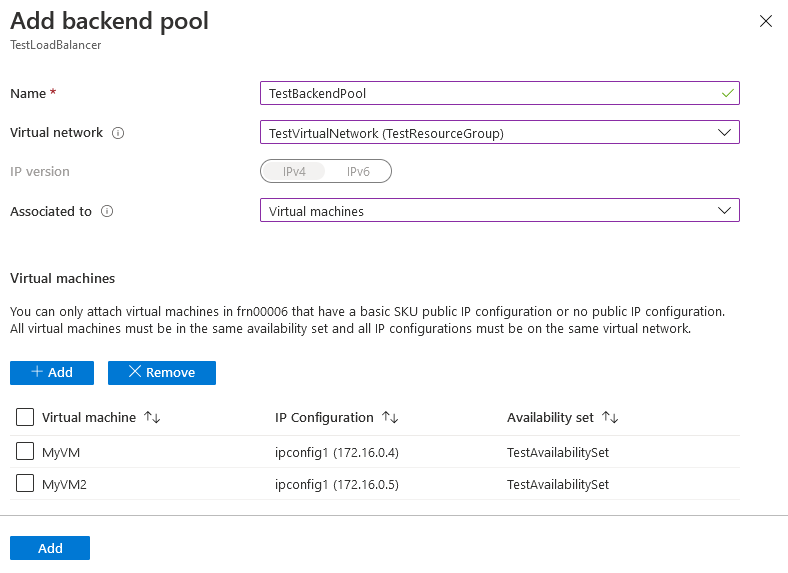 Add backend pool
TestLoadBalancer
Name *
TestBackendPool
Virtual network
TestVirtualNetwork (TestResourceGroup)
IP version
IPv4 IPv6
Associated to
Virtual machines
Virtual machines
You can only attach virtual machines in frn00006 that have a basic SKU public IP configuration or no public IP configuration.
All virtual machines must be in the same availability set and all IP configurations must be on the same virtual network.
Add Remove
Virtual machine IP Configuration Availability set
MyVM ipconfig1 (172.16.0.4) TestAvailabilitySet
MyVM2 ipconfig1 (172.16.0.5) TestAvailabilitySet
Add